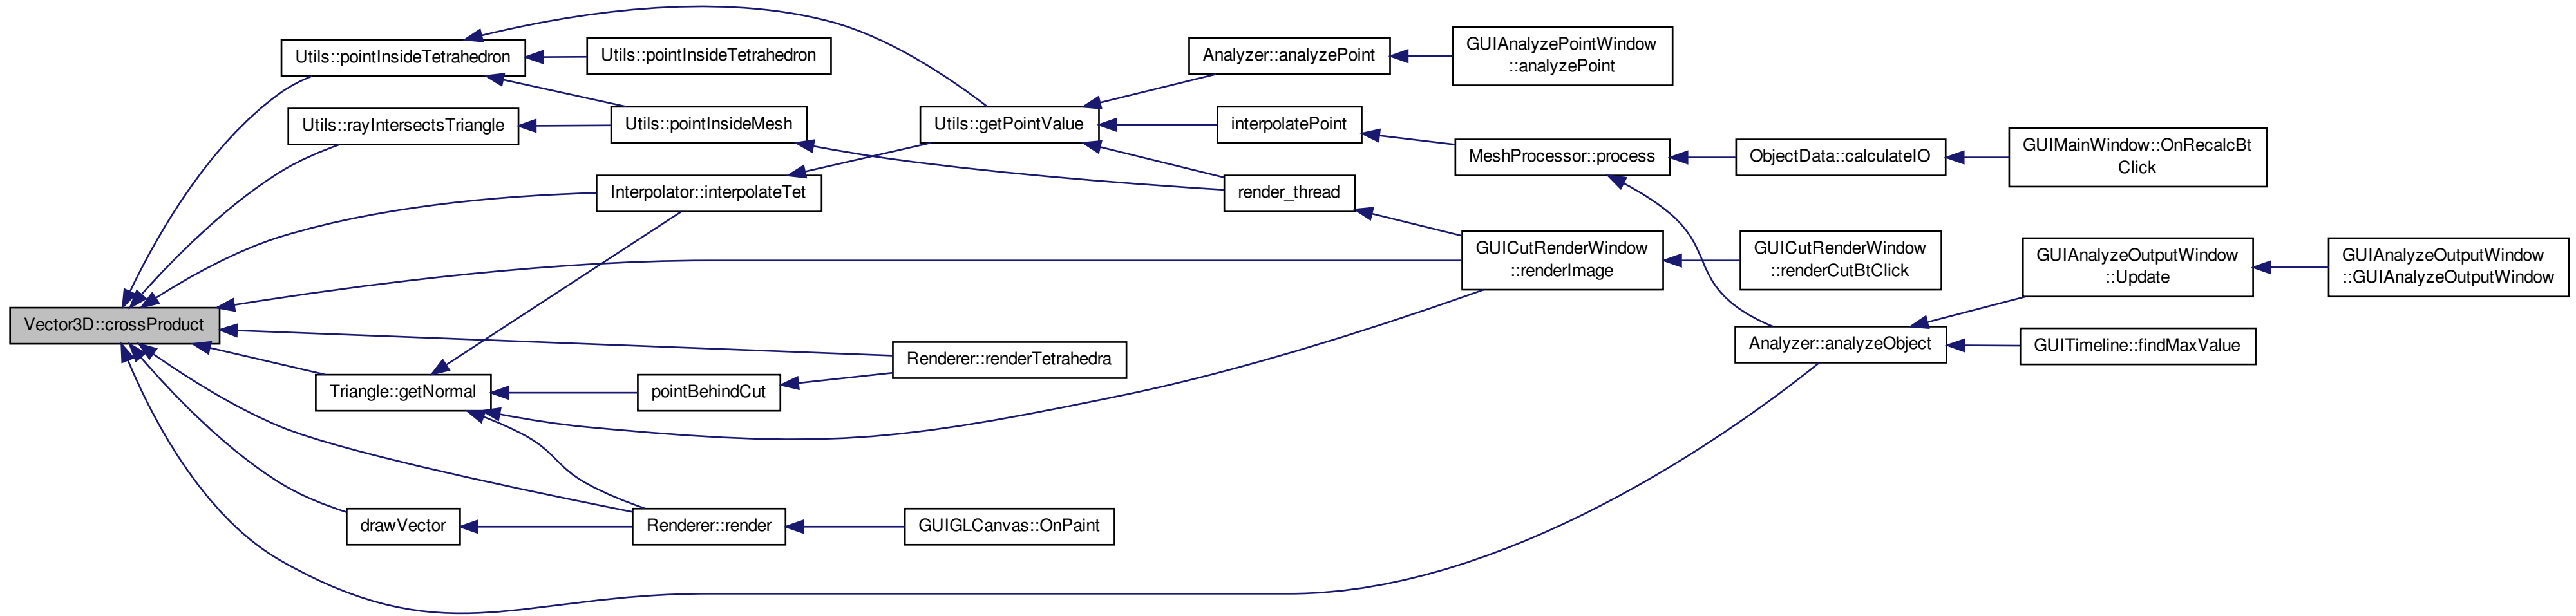 Vector3D::crossProduct
Utils::pointInsideTetrahedron
Utils::rayIntersectsTriangle
Triangle::getNormal
drawVector
Utils::pointInsideTetrahedron
Utils::pointInsideMesh
Interpolator::interpolateTet
pointBehindCut
Renderer::render
Utils::getPointValue
Renderer::renderTetrahedra
GUIGLCanvas::OnPaint
Analyzer::analyzePoint
interpolatePoint
render_thread
GUIAnalyzePointWindow
::analyzePoint
MeshProcessor::process
GUICutRenderWindow
::renderImage
ObjectData::calculateIO
GUICutRenderWindow
::renderCutBtClick
Analyzer::analyzeObject
GUIMainWindow::OnRecalcBt
Click
GUIAnalyzeOutputWindow
::Update
GUITimeline::findMaxValue
GUIAnalyzeOutputWindow
::GUIAnalyzeOutputWindow